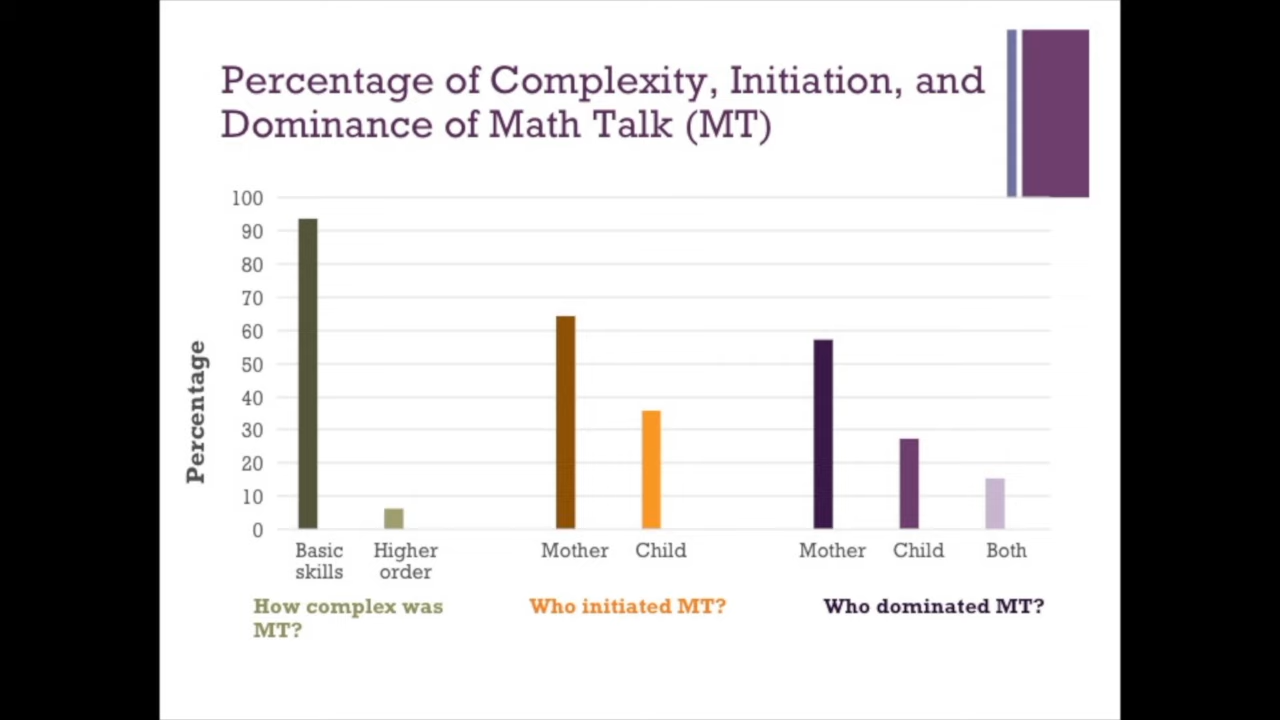 Percentage of Complexity, Initiation, and
Dominance of Math Talk (MT)
100
90
80
70
60
50
40
30
20
10
0
Percentage
Basic skills
Higher order
Mother
Child
Mother
Child
Both
How complex was
MT?
Who initiated MT?
Who dominated MT?